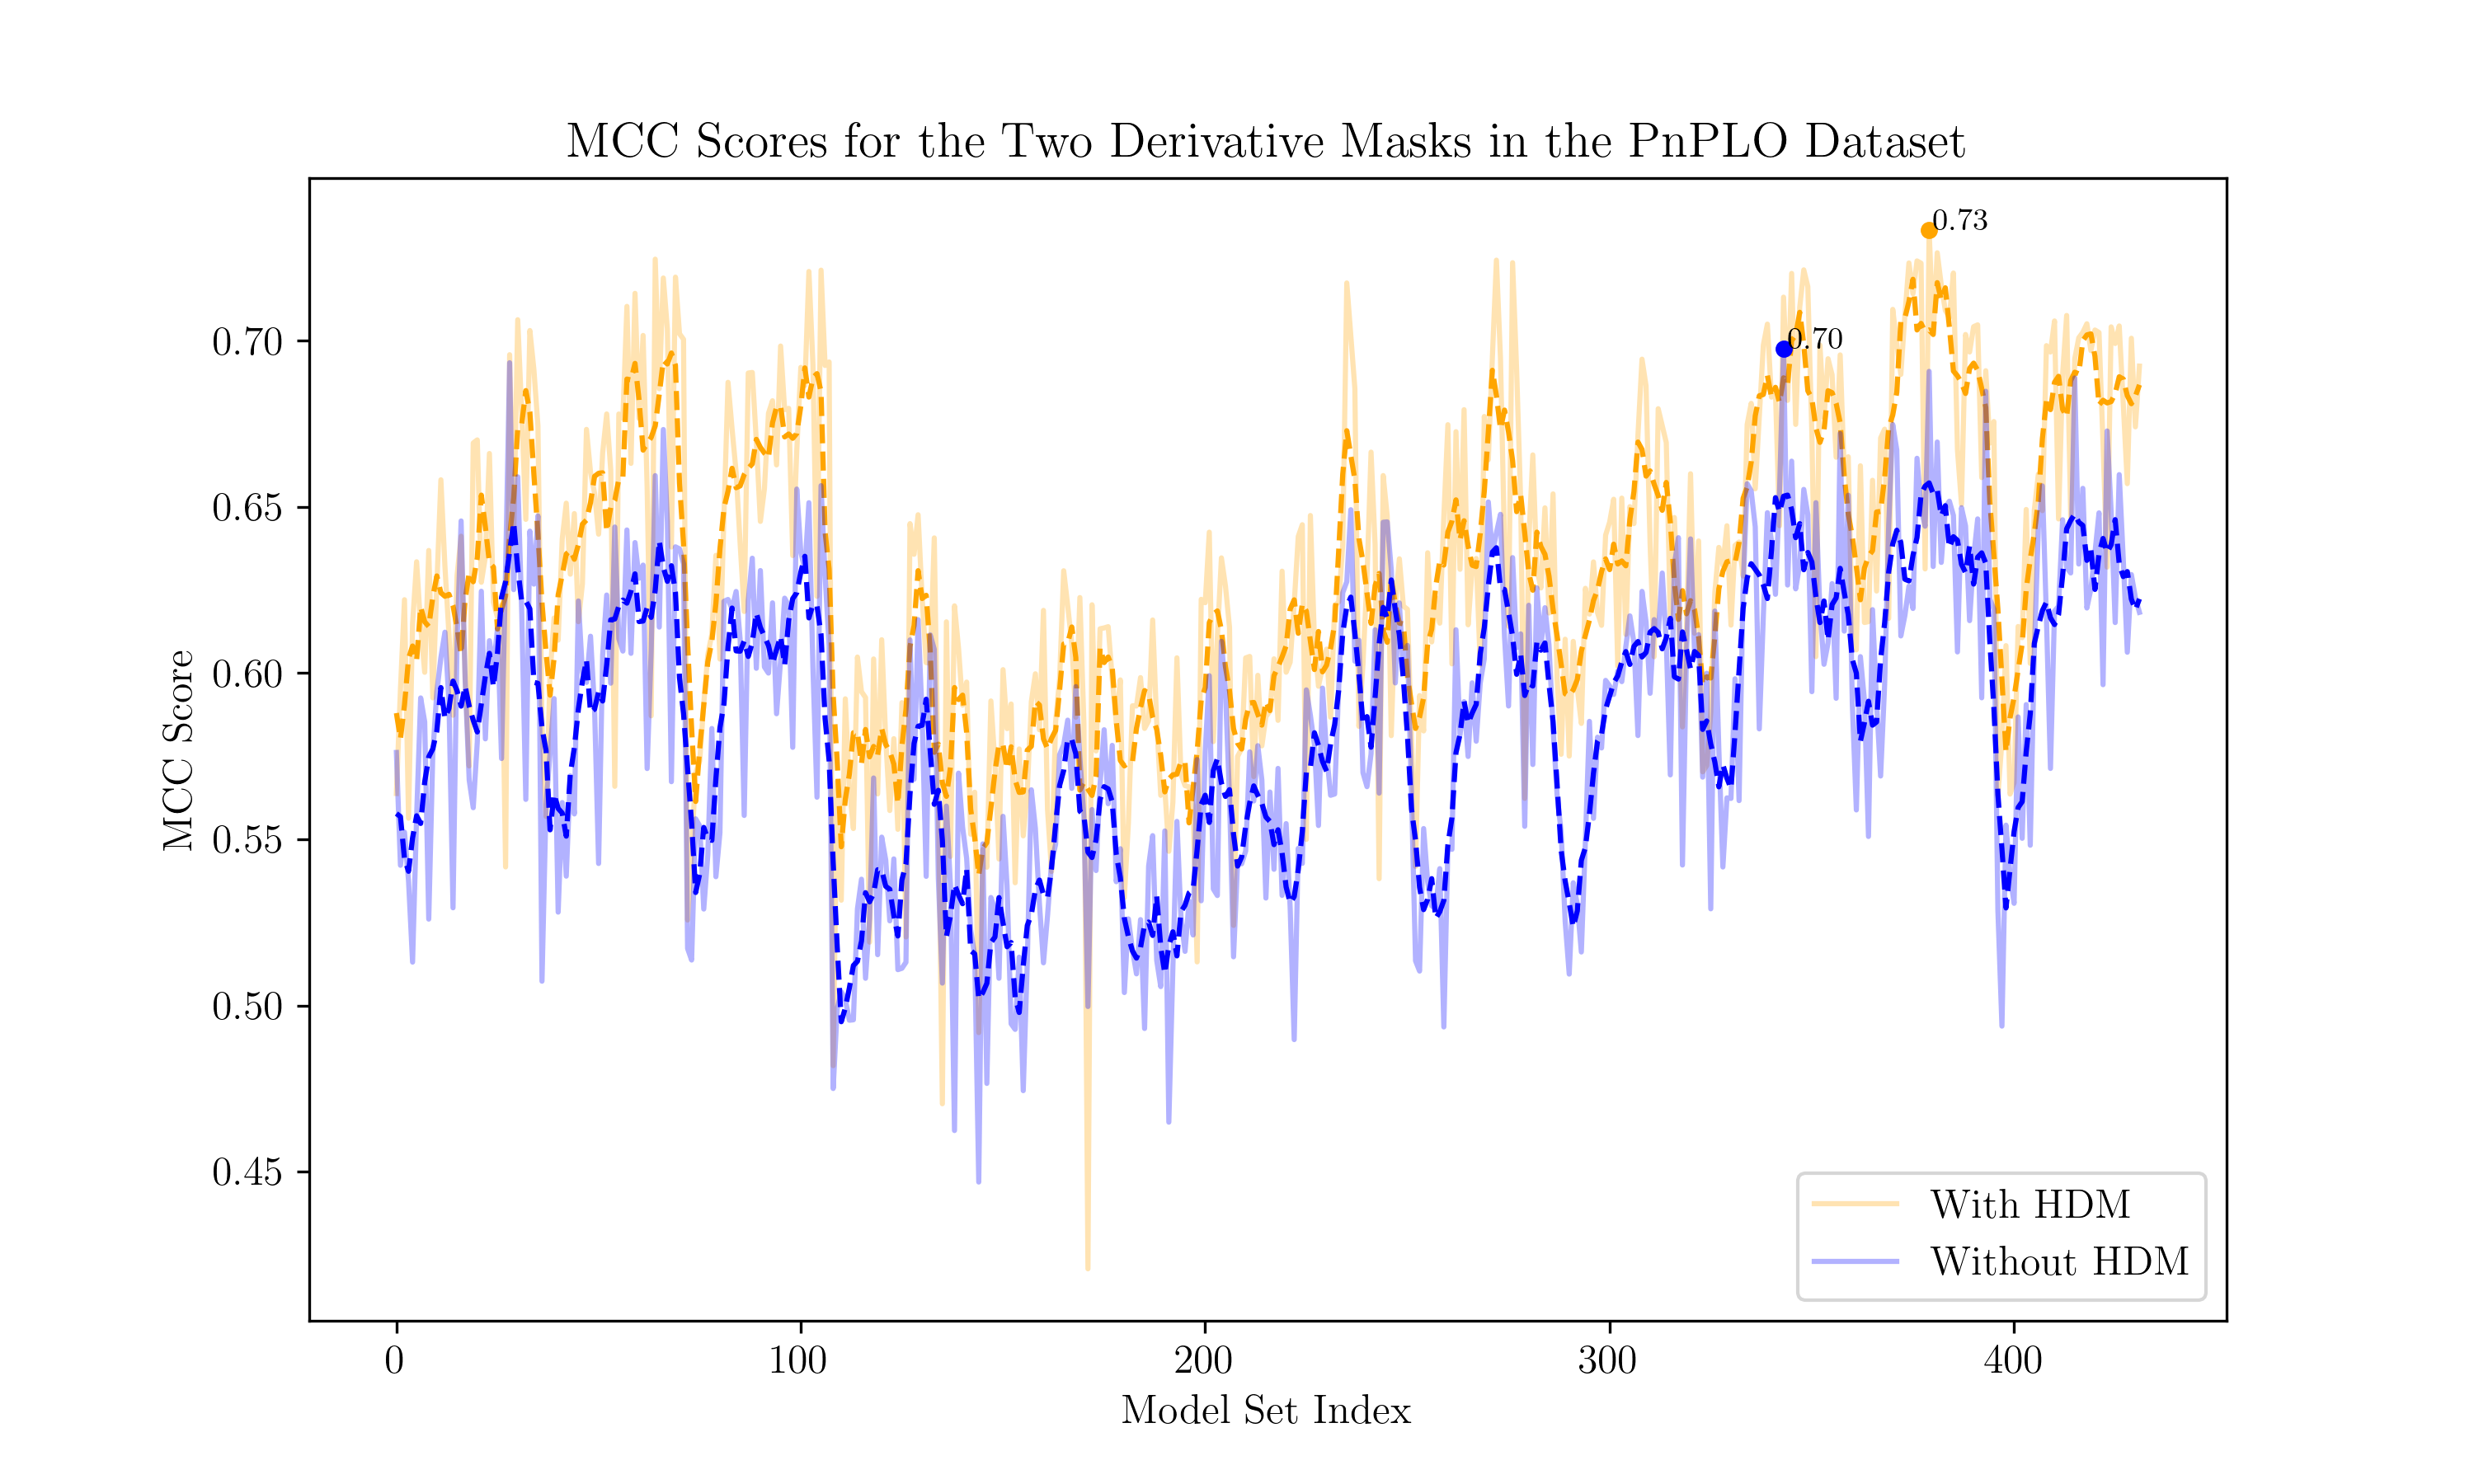 MCC Scores for the Two Derivative Masks in the PnPLO Dataset
0.73
0.70
0.70
0.65
0.60
0.55
0.50
0.45
MCC Score
With HDM
Without HDM
0 100 200 300 400
Model Set Index